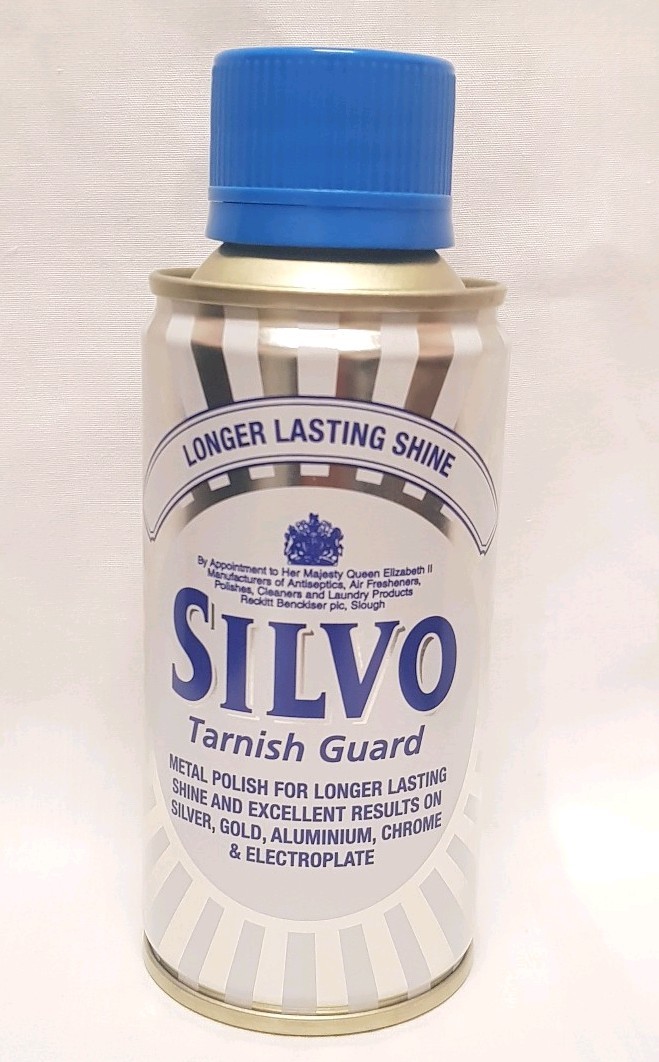 LONGER LASTING SHINE
By Appointment to Her Majesty Queen Elizabeth II
Manufacturers of Antiseptics, Air Fresheners,
Polishes, Cleaners and Laundry Products
Reckitt Benckiser plc, Slough
SILVO
Tarnish Guard
METAL POLISH FOR LONGER LASTING
SHINE AND EXCELLENT RESULTS ON
SILVER, GOLD, ALUMINIUM, CHROME
& ELECTROPLATE